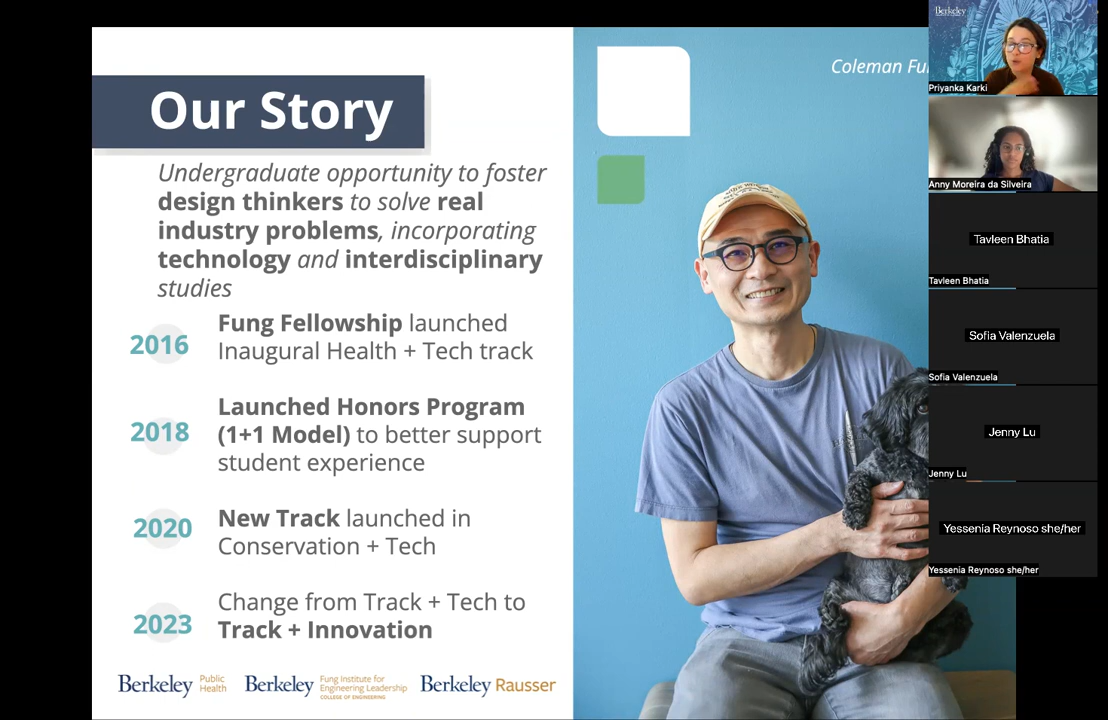 Our Story
Undergraduate opportunity to foster
design thinkers to solve real
industry problems, incorporating
technology and interdisciplinary
studies
2016
Fung Fellowship launched
Inaugural Health + Tech track
2018
Launched Honors Program
(1+1 Model) to better support
student experience
2020
New Track launched in
Conservation + Tech
2023
Change from Track + Tech to
Track + Innovation
Berkeley Public
Health
Berkeley Fung Institute for
Engineering Leadership
COLLEGE OF ENGINEERING
Berkeley Rausser
Coleman Fu
Berkeley
Priyanka Karki
Anny Moreira da Silveira
Tavleen Bhatia
Tavleen Bhatia
Sofia Valenzuela
Sofia Valenzuela
Jenny Lu
Jenny Lu
Yessenia Reynoso she/her
Yessenia Reynoso she/her